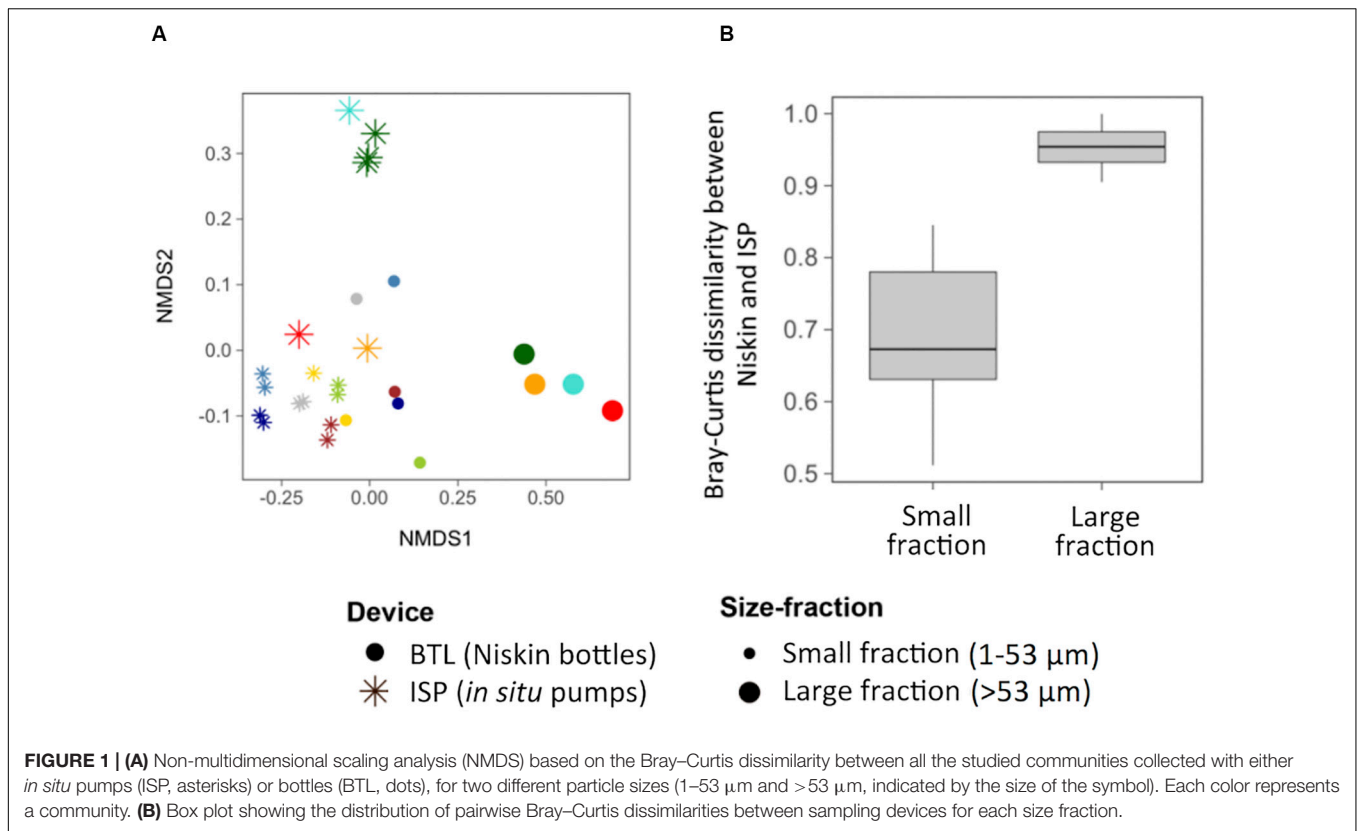 A
B
NMDS2
0.3
0.2
0.1
0.0
-0.1
-0.25
0.00
0.25
0.50
NMDS1
Bray-Curtis dissimilarity between
Niskin and ISP
1.0
0.9
0.8
0.7
0.6
0.5
Small
fraction
Large
fraction
Device
BTL (Niskin bottles)
ISP (in situ pumps)
Size-fraction
Small fraction (1-53 μm)
Large fraction (>53 μm)
FIGURE 1 | (A) Non-multidimensional scaling analysis (NMDS) based on the Bray–Curtis dissimilarity between all the studied communities collected with either
in situ pumps (ISP, asterisks) or bottles (BTL, dots), for two different particle sizes (1–53 μm and >53 μm, indicated by the size of the symbol). Each color represents
a community. (B) Box plot showing the distribution of pairwise Bray–Curtis dissimilarities between sampling devices for each size fraction.